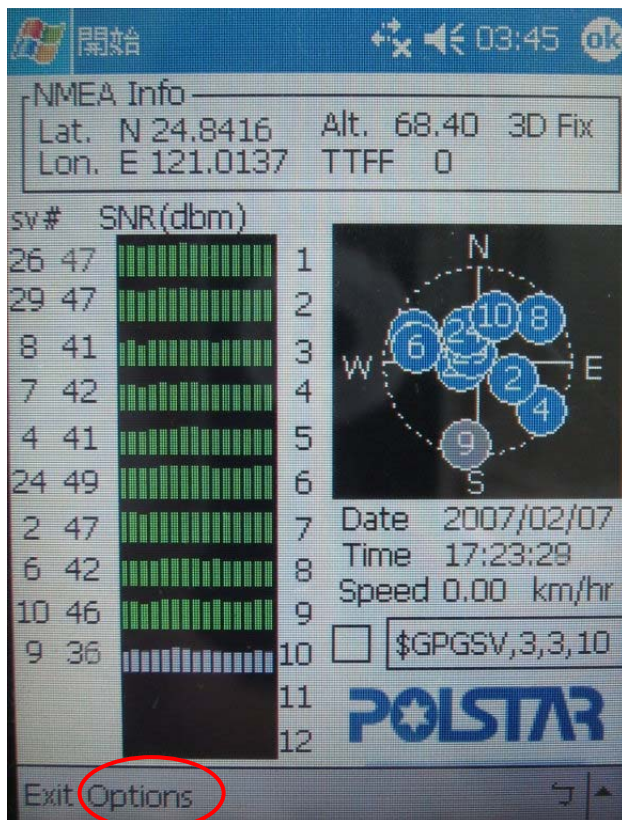 開始 03:45 ok
NMEA Info
Lat. N 24.8416 Alt. 68.40 3D Fix
Lon. E 121.0137 TTFF 0
sv# SNR(dbm)
26 47 1
29 47 2
8 41 3
7 42 4
4 41 5
24 49 6
2 47 7
6 42 8
10 46 9
9 36 10
11
12
N
10 8
W 6 E
2
4
9
S
Date 2007/02/07
Time 17:23:29
Speed 0.00 km/hr
$GPGSV,3,3,10
POLSTAR
Exit Options